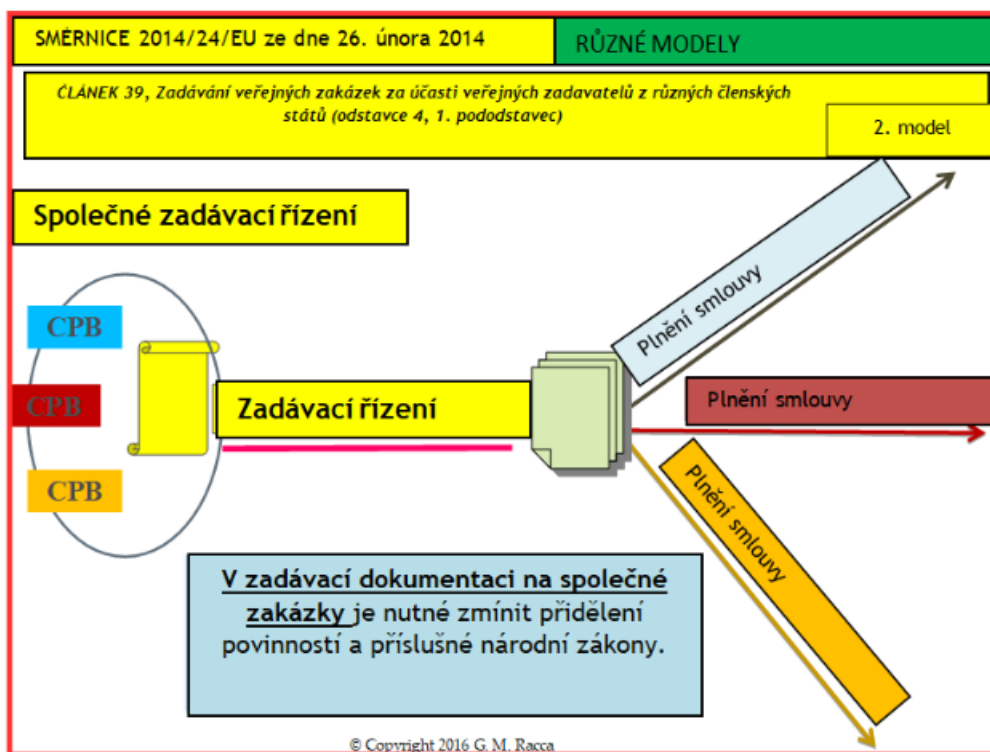 SMĚRNICE 2014/24/EU ze dne 26. února 2014
RŮZNÉ MODELY
ČLÁNEK 39, Zadávání veřejných zakázek za účasti veřejných zadavatelů z různých členských
států (odstavce 4, 1. pododstavec)
2. model
Společné zadávací řízení
CPB
CPB
CPB
Zadávací řízení
Plnění smlouvy
Plnění smlouvy
Plnění smlouvy
V zadávací dokumentaci na společné
zakázky je nutné zmínit přidělení
povinností a příslušné národní zákony.
© Copyright 2016 G. M. Racca